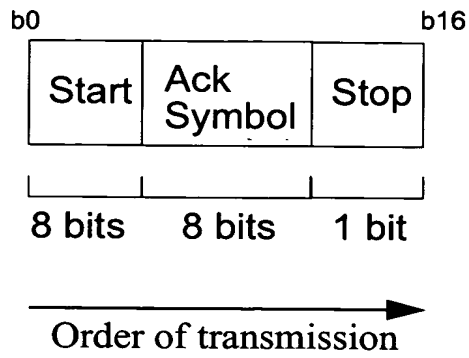 b0 b16
Start Ack Symbol Stop
8 bits 8 bits 1 bit
Order of transmission